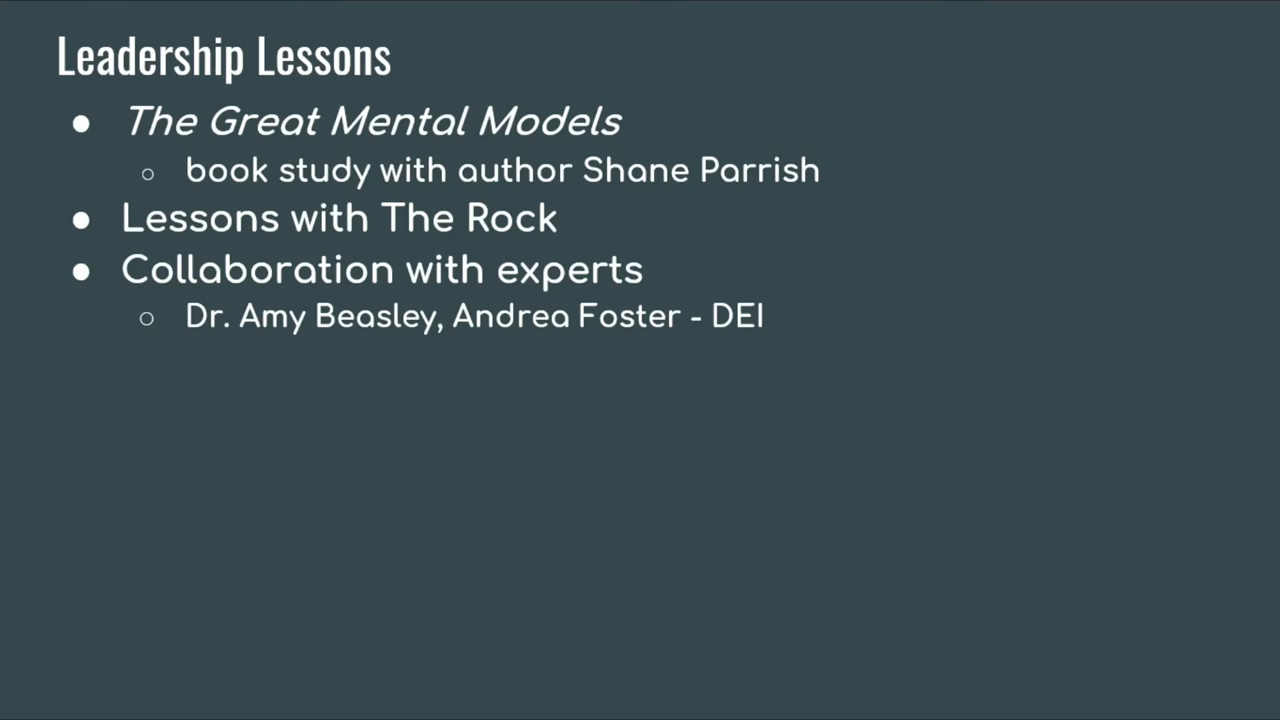 Leadership Lessons
● The Great Mental Models
○ book study with author Shane Parrish
● Lessons with The Rock
● Collaboration with experts
○ Dr. Amy Beasley, Andrea Foster - DEI